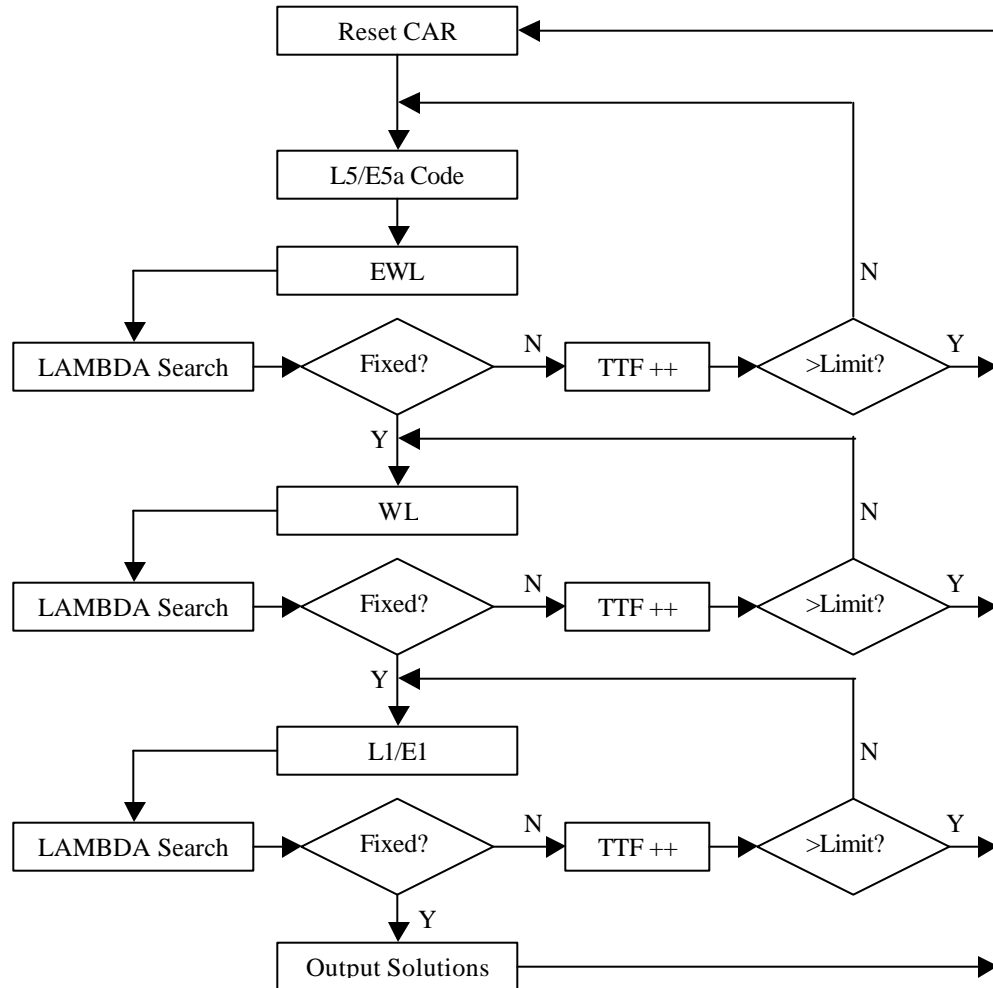 Reset CAR
L5/E5a Code
EWL
N
LAMBDA Search
Fixed?
N
TTF ++
>Limit?
Y
Y
WL
N
LAMBDA Search
Fixed?
N
TTF ++
>Limit?
Y
Y
L1/E1
N
LAMBDA Search
Fixed?
N
TTF ++
>Limit?
Y
Y
Output Solutions